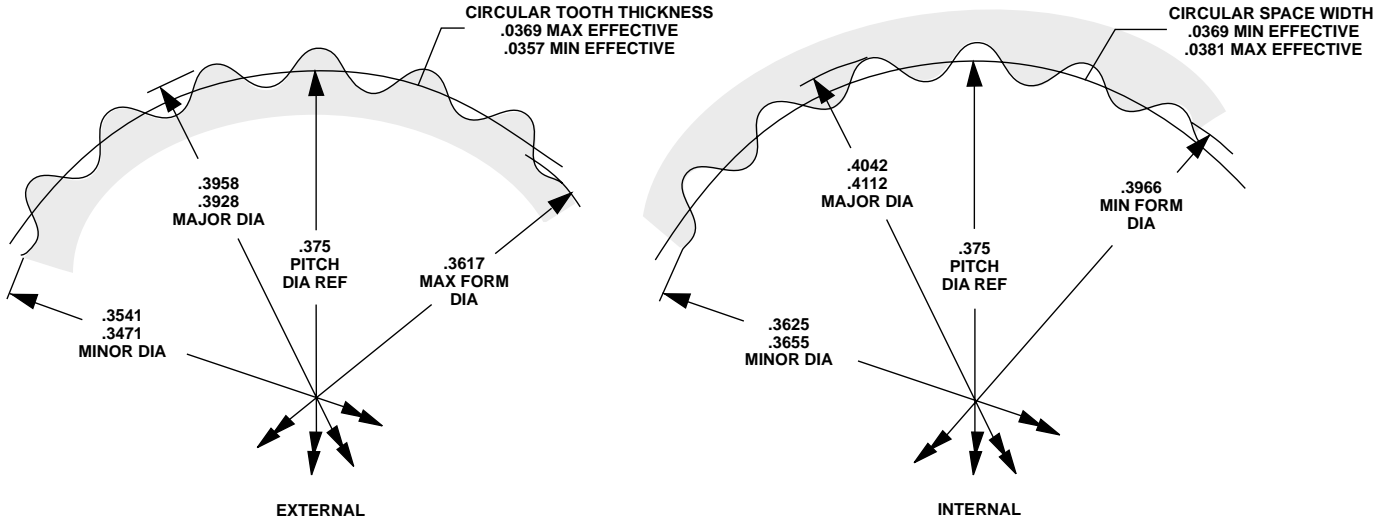 CIRCULAR TOOTH THICKNESS
.0369 MAX EFFECTIVE
.0357 MIN EFFECTIVE
.3958
.3928
MAJOR DIA
.375
PITCH
DIA REF
.3617
MAX FORM
DIA
.3541
.3471
MINOR DIA
EXTERNAL
CIRCULAR SPACE WIDTH
.0369 MIN EFFECTIVE
.0381 MAX EFFECTIVE
.4042
.4112
MAJOR DIA
.3966
MIN FORM
DIA
.375
PITCH
DIA REF
.3625
.3655
MINOR DIA
INTERNAL